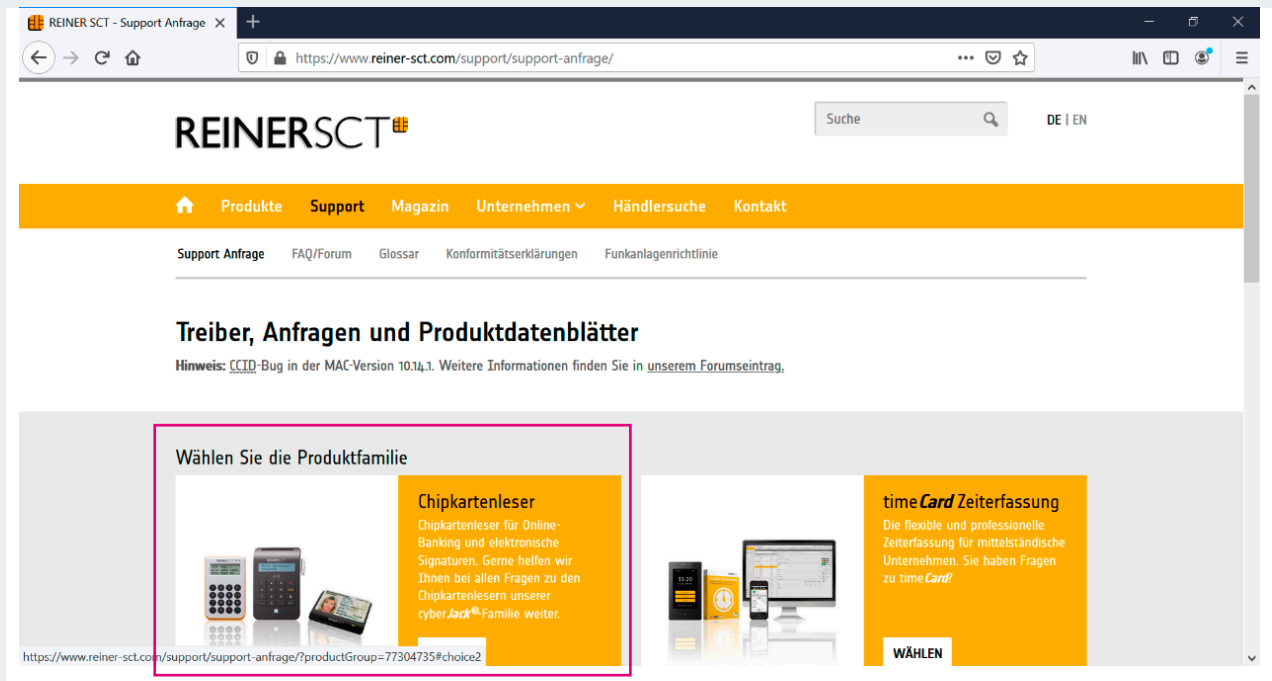 REINER SCT - Support Anfrage
https://www.reiner-sct.com/support/support-anfrage/
REINERSCT
Suche
DE | EN
Produkte Support Magazin Unternehmen Händlersuche Kontakt
Support Anfrage FAQ/Forum Glossar Konformitätserklärungen Funkanlagenrichtlinie
Treiber, Anfragen und Produktdatenblätter
Hinweis: CCID-Bug in der MAC-Version 10.14.1. Weitere Informationen finden Sie in unserem Forumseintrag.
Wählen Sie die Produktfamilie
Chipkartenleser
Chipkartenleser für Online-
Banking und elektronische
Signaturen. Gerne helfen wir
Ihnen bei allen Fragen zu den
Chipkartenlesern unserer
cyberJack®-Familie weiter.
timeCard Zeiterfassung
Die flexible und professionelle
Zeiterfassung für mittelständische
Unternehmen. Sie haben Fragen
zu timeCard?
WÄHLEN
https://www.reiner-sct.com/support/support-anfrage/?productGroup=77304735#choice2